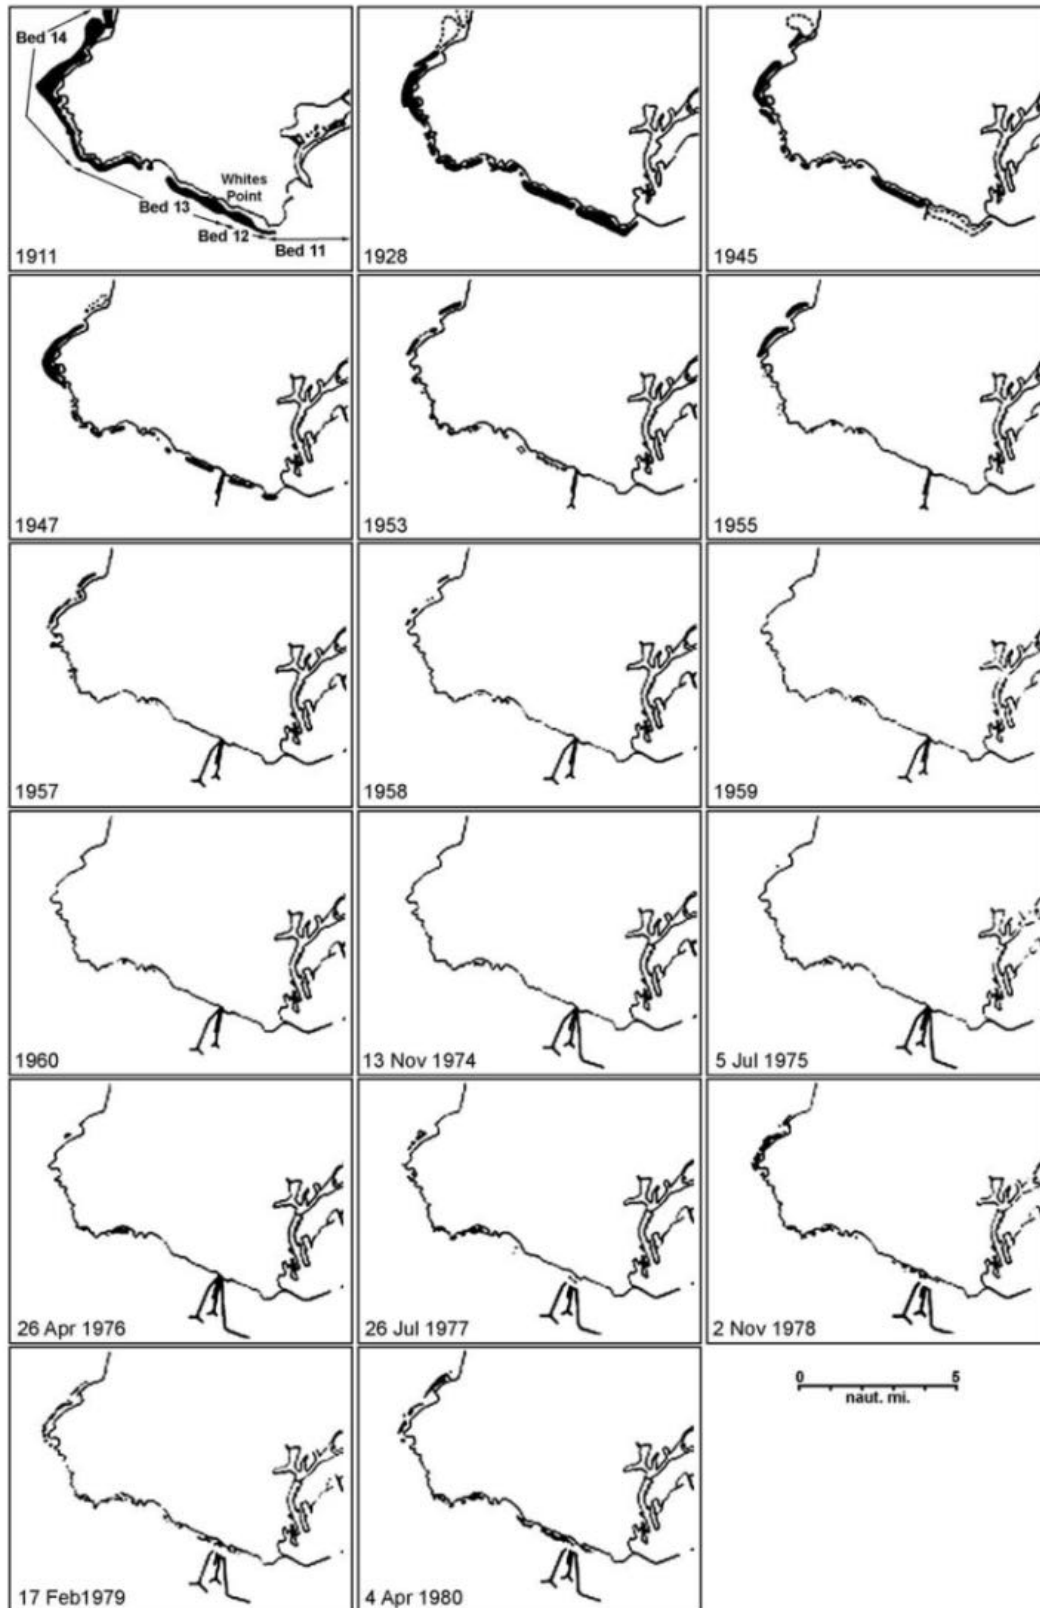 Bed 14
Whites
Point
Bed 13
Bed 12
Bed 11
1911
1928
1945
1947
1953
1955
1957
1958
1959
1960
13 Nov 1974
5 Jul 1975
26 Apr 1976
26 Jul 1977
2 Nov 1978
0 5
naut. mi.
17 Feb1979
4 Apr 1980